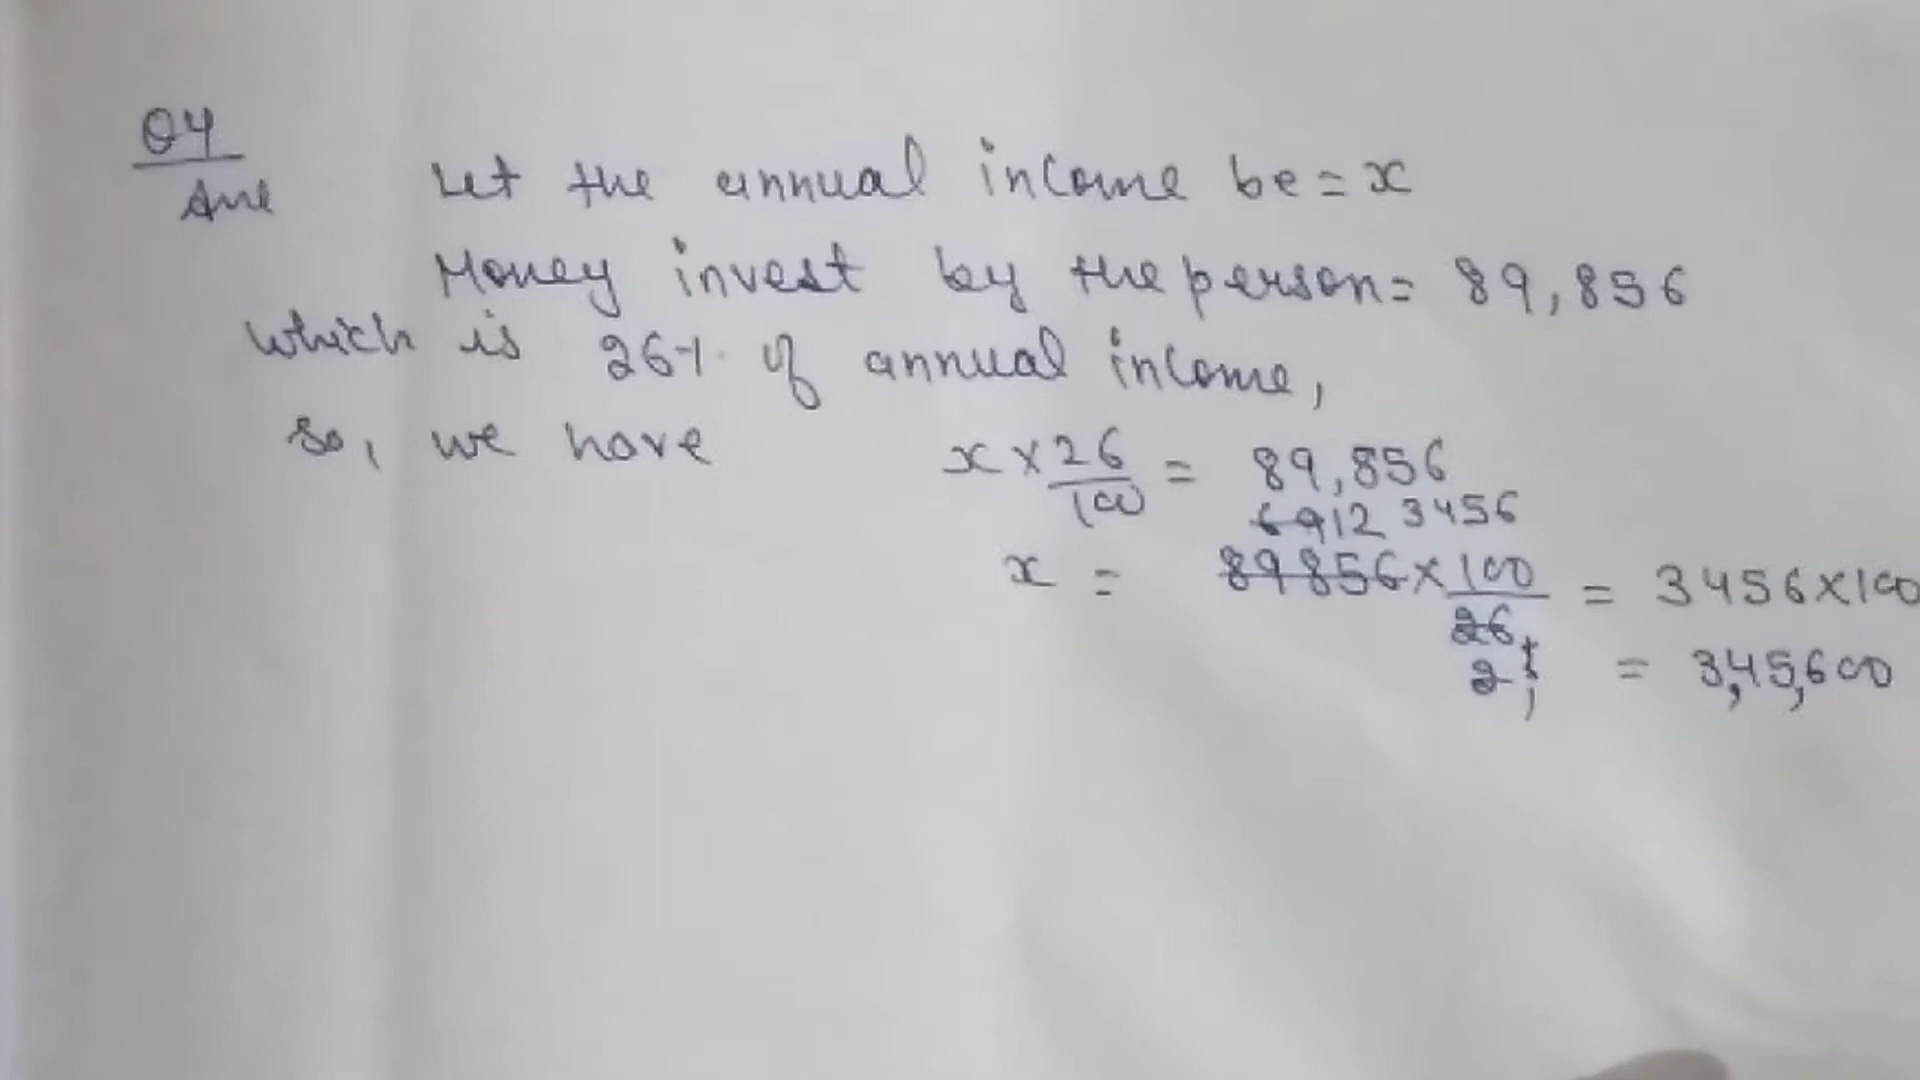 Q4
Ans Let the annual income be = x
Money invest by the person = 89,856
which is 26% of annual income,
so, we have x × 26/100 = 89,856
6912 3456
x = 89856 × 100/26 = 3456×100
2 1 = 3,45,600